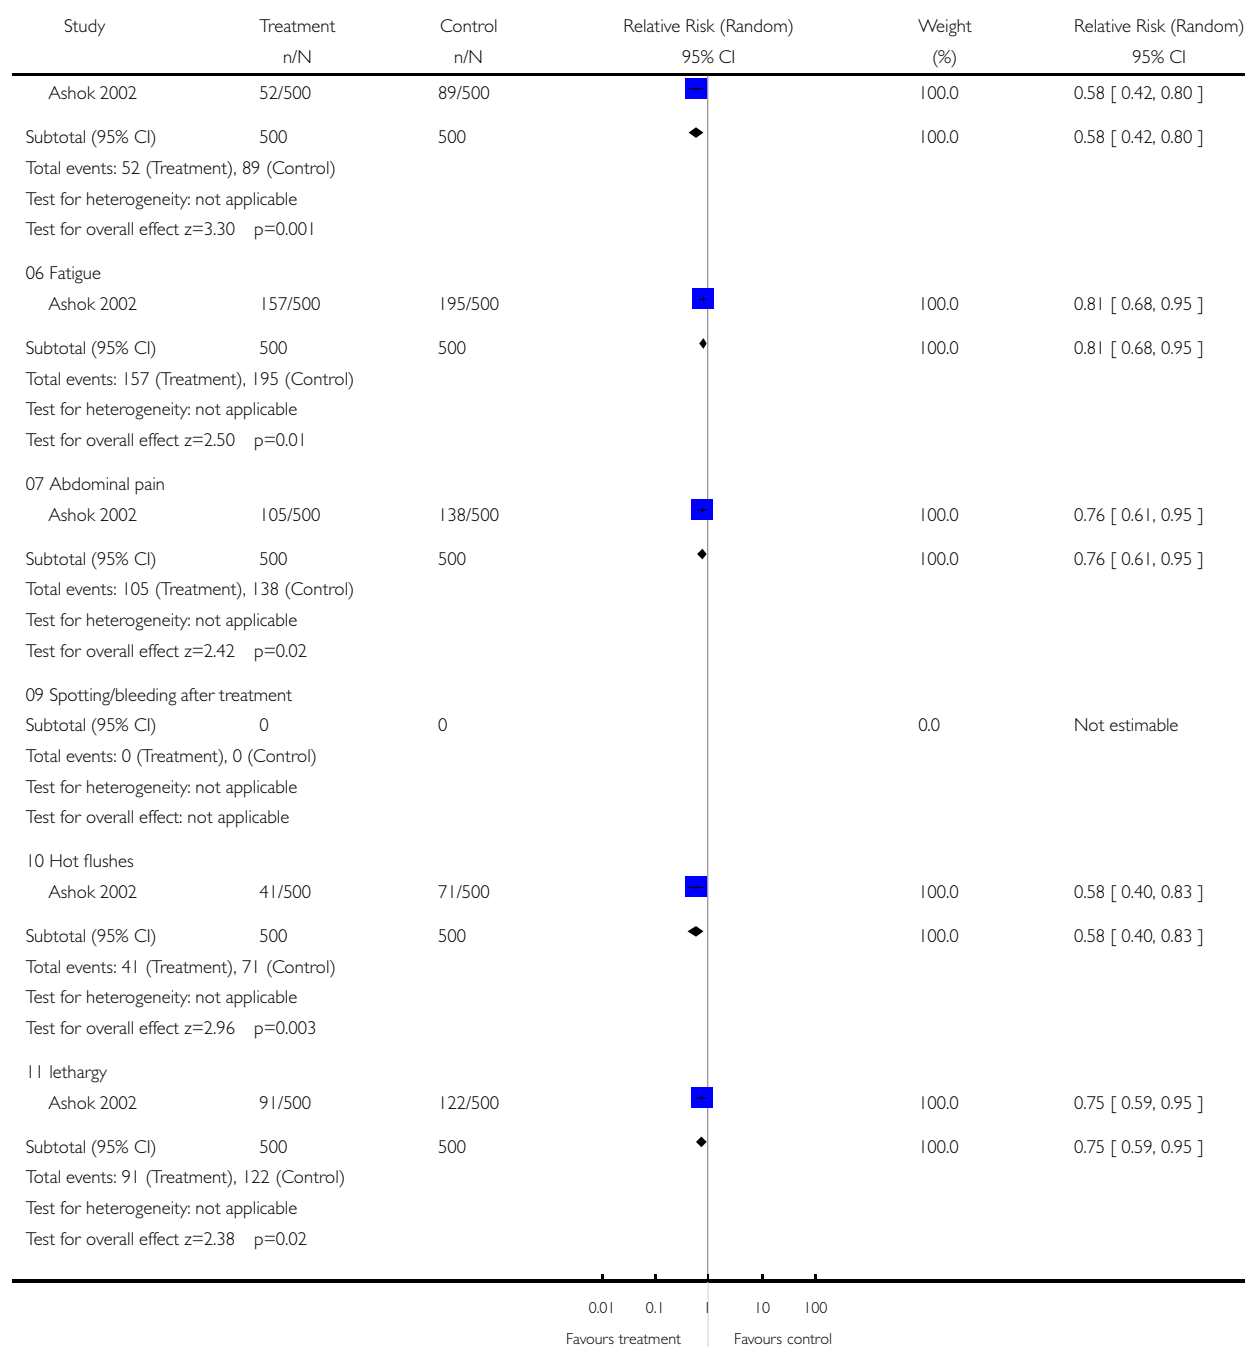 Study Treatment Control Relative Risk (Random) Weight Relative Risk (Random)
n/N n/N 95% CI (%) 95% CI
Ashok 2002 52/500 89/500 100.0 0.58 [ 0.42, 0.80 ]
Subtotal (95% CI) 500 500 100.0 0.58 [ 0.42, 0.80 ]
Total events: 52 (Treatment), 89 (Control)
Test for heterogeneity: not applicable
Test for overall effect z=3.30 p=0.001
06 Fatigue
Ashok 2002 157/500 195/500 100.0 0.81 [ 0.68, 0.95 ]
Subtotal (95% CI) 500 500 100.0 0.81 [ 0.68, 0.95 ]
Total events: 157 (Treatment), 195 (Control)
Test for heterogeneity: not applicable
Test for overall effect z=2.50 p=0.01
07 Abdominal pain
Ashok 2002 105/500 138/500 100.0 0.76 [ 0.61, 0.95 ]
Subtotal (95% CI) 500 500 100.0 0.76 [ 0.61, 0.95 ]
Total events: 105 (Treatment), 138 (Control)
Test for heterogeneity: not applicable
Test for overall effect z=2.42 p=0.02
09 Spotting/bleeding after treatment
Subtotal (95% CI) 0 0 0.0 Not estimable
Total events: 0 (Treatment), 0 (Control)
Test for heterogeneity: not applicable
Test for overall effect: not applicable
10 Hot flushes
Ashok 2002 41/500 71/500 100.0 0.58 [ 0.40, 0.83 ]
Subtotal (95% CI) 500 500 100.0 0.58 [ 0.40, 0.83 ]
Total events: 41 (Treatment), 71 (Control)
Test for heterogeneity: not applicable
Test for overall effect z=2.96 p=0.003
11 lethargy
Ashok 2002 91/500 122/500 100.0 0.75 [ 0.59, 0.95 ]
Subtotal (95% CI) 500 500 100.0 0.75 [ 0.59, 0.95 ]
Total events: 91 (Treatment), 122 (Control)
Test for heterogeneity: not applicable
Test for overall effect z=2.38 p=0.02
0.01 0.1 1 10 100
Favours treatment Favours control